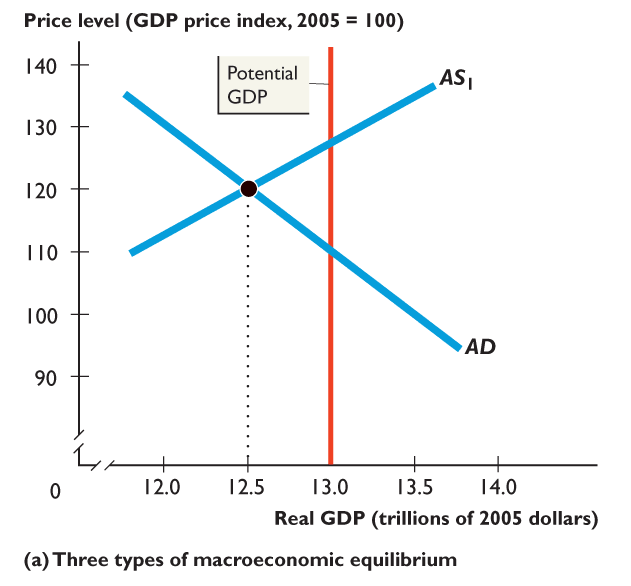 Price level (GDP price index, 2005 = 100)
140
Potential
GDP
AS1
130
120
110
100
AD
90
0
12.0 12.5 13.0 13.5 14.0
Real GDP (trillions of 2005 dollars)
(a) Three types of macroeconomic equilibrium